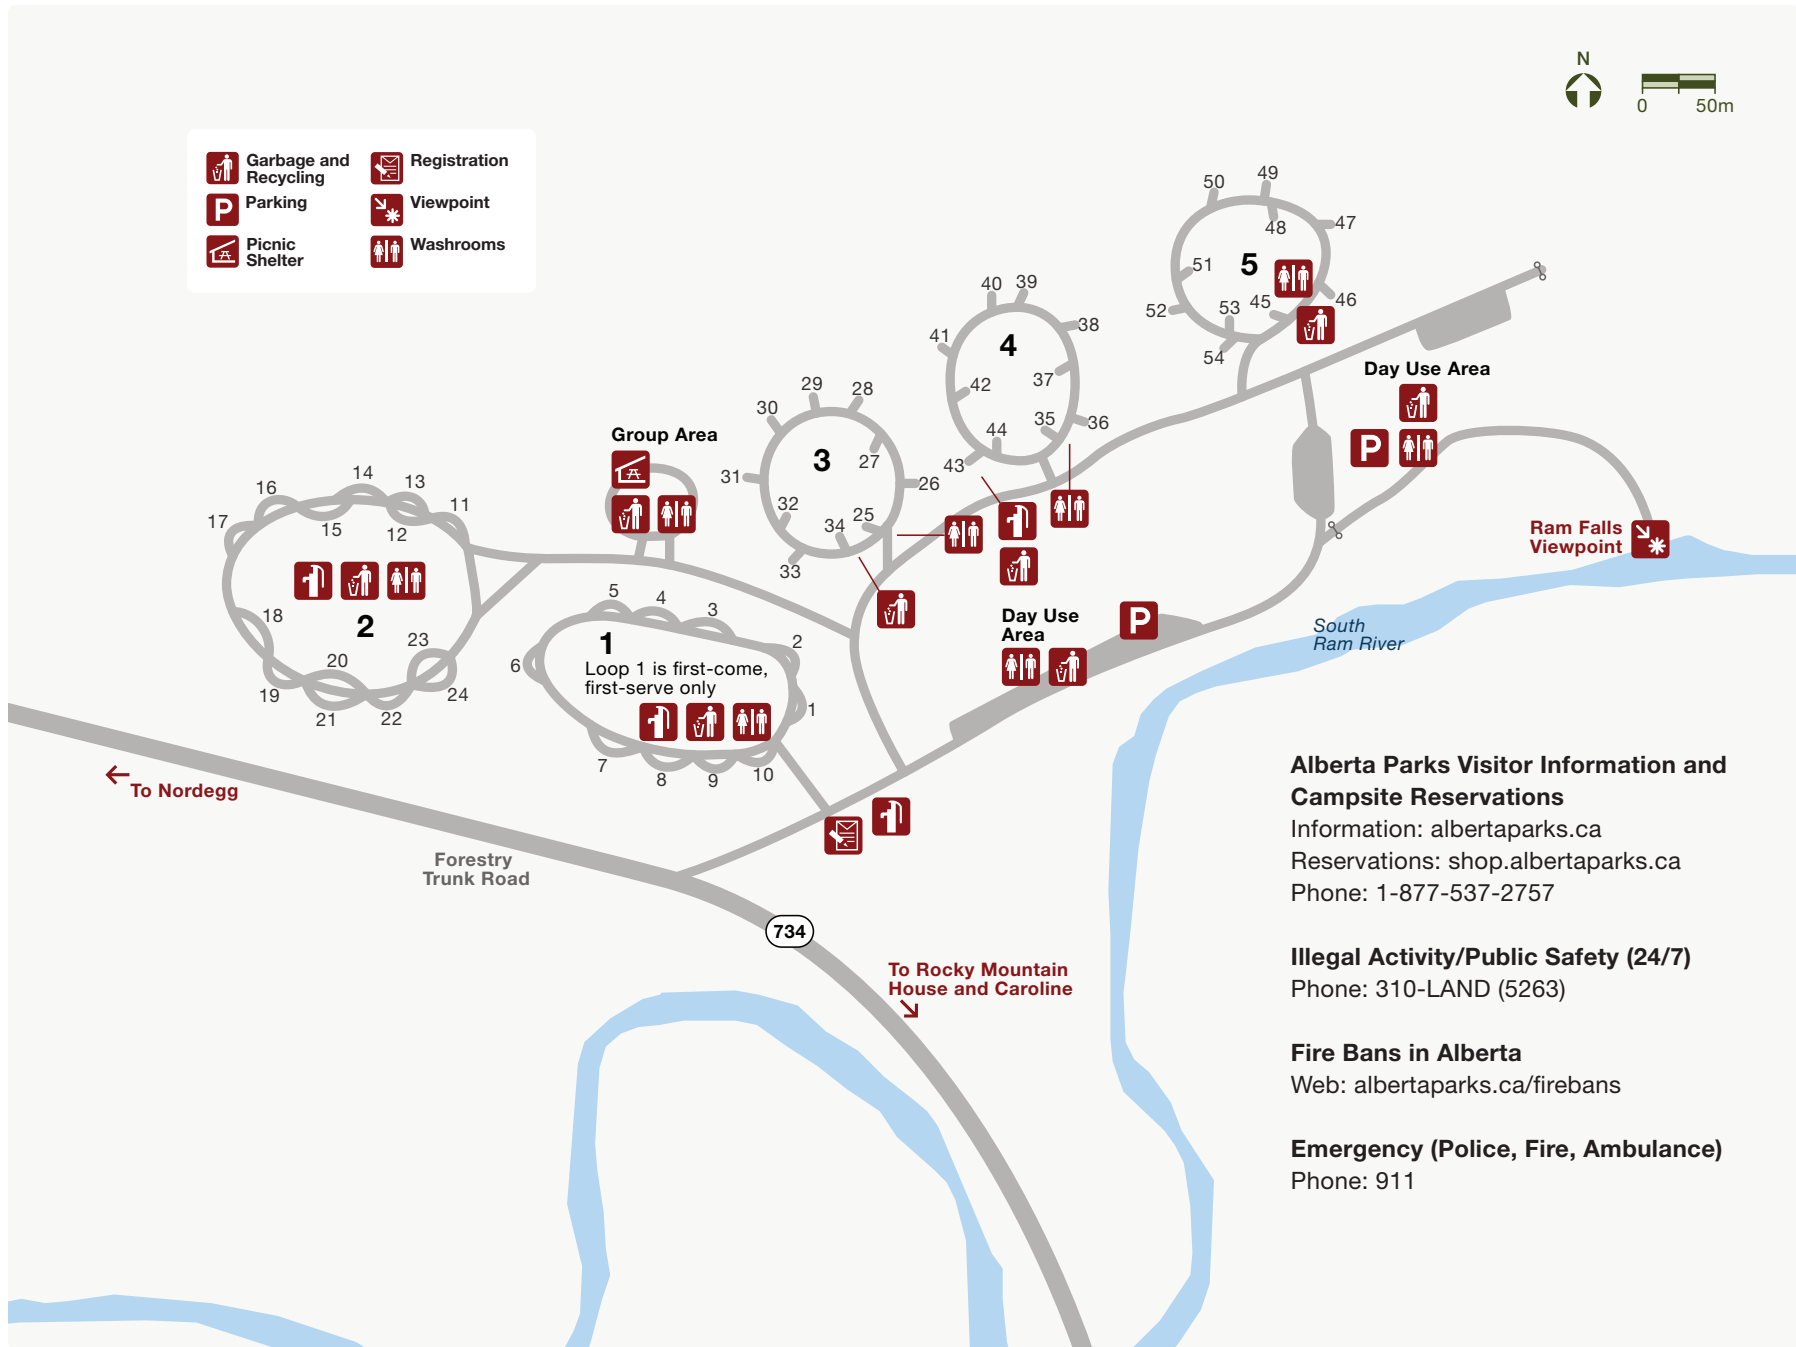 N
0 50m
Garbage and
Recycling
Registration
Parking
Viewpoint
Picnic
Shelter
Washrooms
P
50
49
48
47
51
5
46
45
53
52
54
40
39
38
41
4
37
42
35
36
44
43
Day Use Area
P
29
28
30
3
27
31
26
32
25
34
33
Group Area
14
13
16
11
15
12
17
18
2
23
20
19
24
21
22
5
4
3
2
1
6
Loop 1 is first-come,
first-serve only
1
7
8
9
10
Day Use
Area
P
Ram Falls
Viewpoint
South
Ram River
To Nordegg
Forestry
Trunk Road
734
To Rocky Mountain
House and Caroline
Alberta Parks Visitor Information and
Campsite Reservations
Information: albertaparks.ca
Reservations: shop.albertaparks.ca
Phone: 1-877-537-2757
Illegal Activity/Public Safety (24/7)
Phone: 310-LAND (5263)
Fire Bans in Alberta
Web: albertaparks.ca/firebans
Emergency (Police, Fire, Ambulance)
Phone: 911